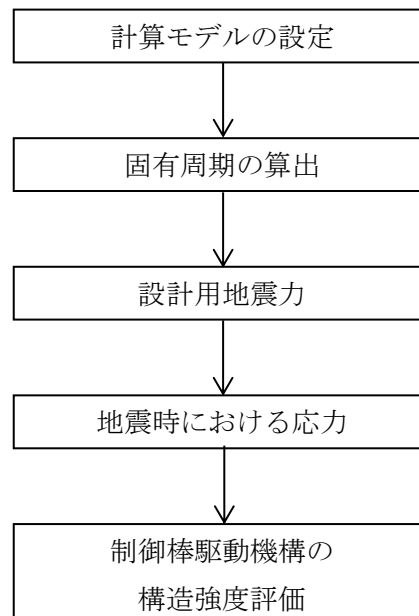 計算モデルの設定
固有周期の算出
設計用地震力
地震時における応力
制御棒駆動機構の
構造強度評価